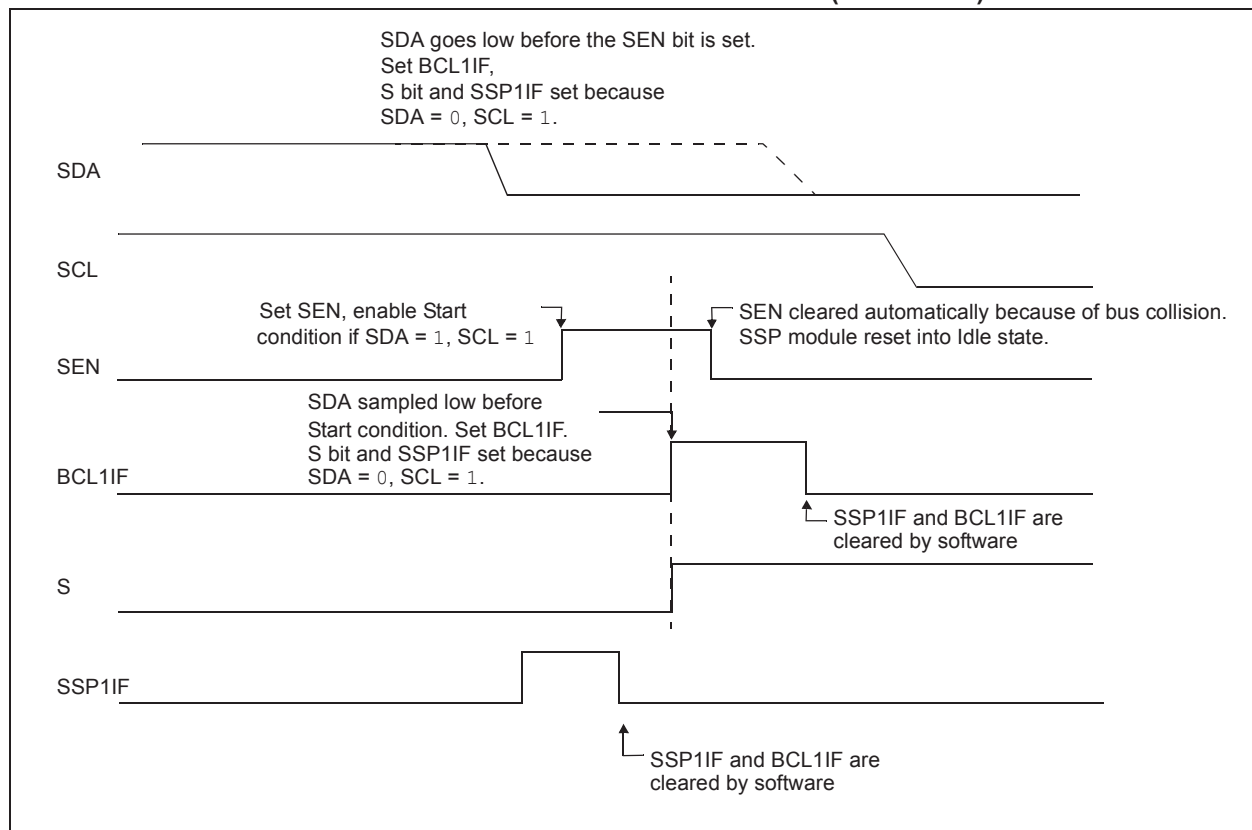 SDA goes low before the SEN bit is set.
Set BCL1IF,
S bit and SSP1IF set because
SDA = 0, SCL = 1.
SDA
SCL
Set SEN, enable Start
condition if SDA = 1, SCL = 1
SEN cleared automatically because of bus collision.
SSP module reset into Idle state.
SEN
SDA sampled low before
Start condition. Set BCL1IF.
S bit and SSP1IF set because
SDA = 0, SCL = 1.
BCL1IF
SSP1IF and BCL1IF are
cleared by software
S
SSP1IF
SSP1IF and BCL1IF are
cleared by software